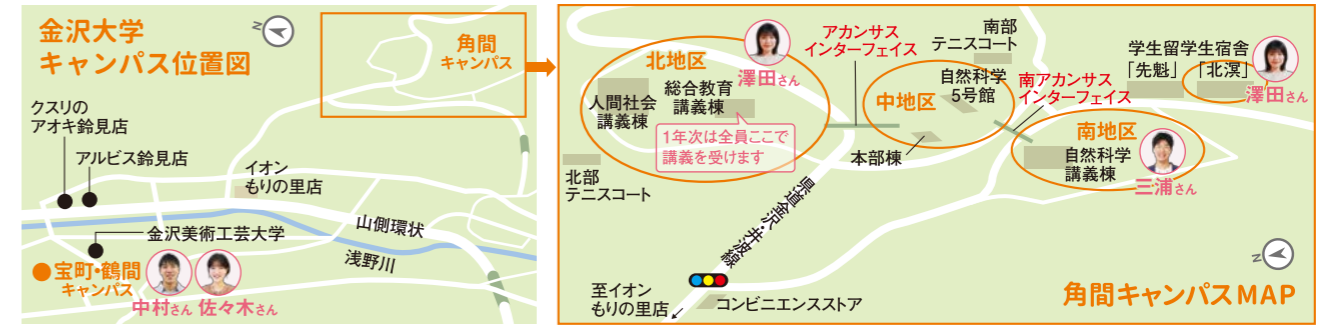 金沢大学
キャンパス位置図
N
角間
キャンパス
クスリの
アオキ鈴見店
アルビス鈴見店
イオン
もりの里店
山側環状
金沢美術工芸大学
浅野川
宝町・鶴間
キャンパス
中村さん 佐々木さん
北地区
澤田さん
人間社会
講義棟
総合教育
講義棟
1年次は全員ここで
講義を受けます
北部
テニスコート
アカンサス
インターフェイス
南部
テニスコート
中地区
自然科学
5号館
本部棟
南アカンサス
インターフェイス
学生留学生宿舎
「先魁」
「北溟」
澤田さん
南地区
自然科学
講義棟
三浦さん
県道金沢・井波線
至イオン
もりの里店
コンビニエンスストア
N
角間キャンパスMAP